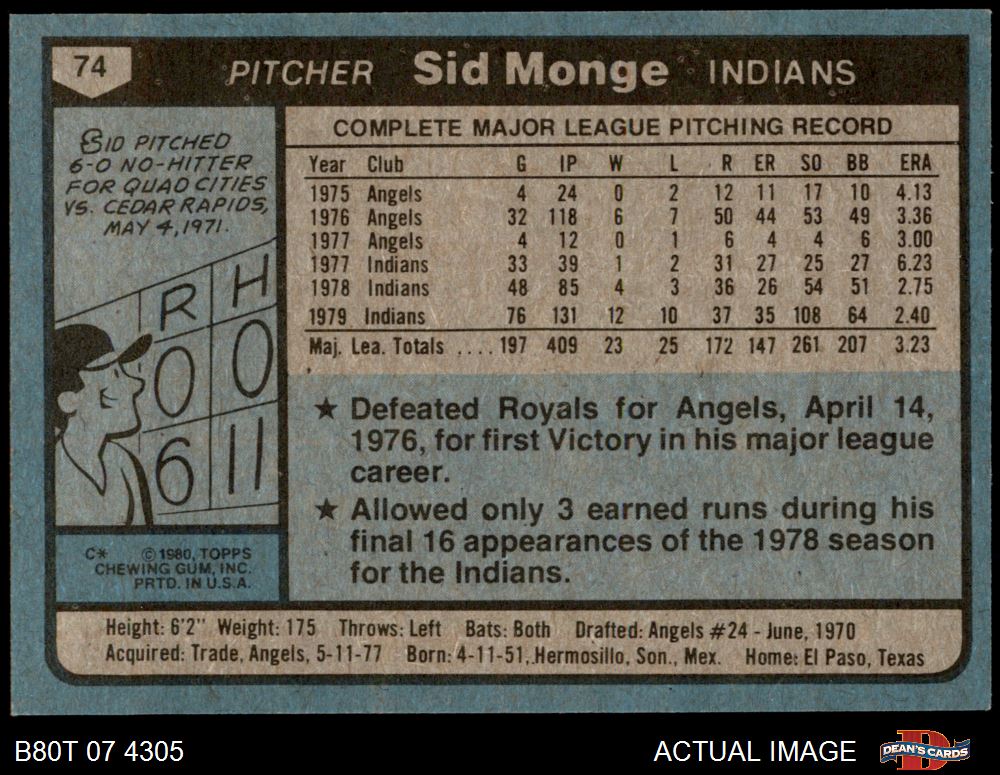 74
PITCHER Sid Monge INDIANS
SID PITCHED
6-0 NO-HITTER
FOR QUAD CITIES
VS. CEDAR RAPIDS,
MAY 4, 1971.
R H
0 0
6 11
C* © 1980, TOPPS
CHEWING GUM, INC.
PRTD. IN U.S.A.
COMPLETE MAJOR LEAGUE PITCHING RECORD
Year Club G IP W L R ER SO BB ERA
1975 Angels 4 24 0 2 12 11 17 10 4.13
1976 Angels 32 118 6 7 50 44 53 49 3.36
1977 Angels 4 12 0 1 6 4 4 6 3.00
1977 Indians 33 39 1 2 31 27 25 27 6.23
1978 Indians 48 85 4 3 36 26 54 51 2.75
1979 Indians 76 131 12 10 37 35 108 64 2.40
Maj. Lea. Totals .... 197 409 23 25 172 147 261 207 3.23
★ Defeated Royals for Angels, April 14,
1976, for first Victory in his major league
career.
★ Allowed only 3 earned runs during his
final 16 appearances of the 1978 season
for the Indians.
Height: 6'2" Weight: 175 Throws: Left Bats: Both Drafted: Angels #24 - June, 1970
Acquired: Trade, Angels, 5-11-77 Born: 4-11-51, Hermosillo, Son., Mex. Home: El Paso, Texas
B80T 07 4305 ACTUAL IMAGE DEAN'S CARDS